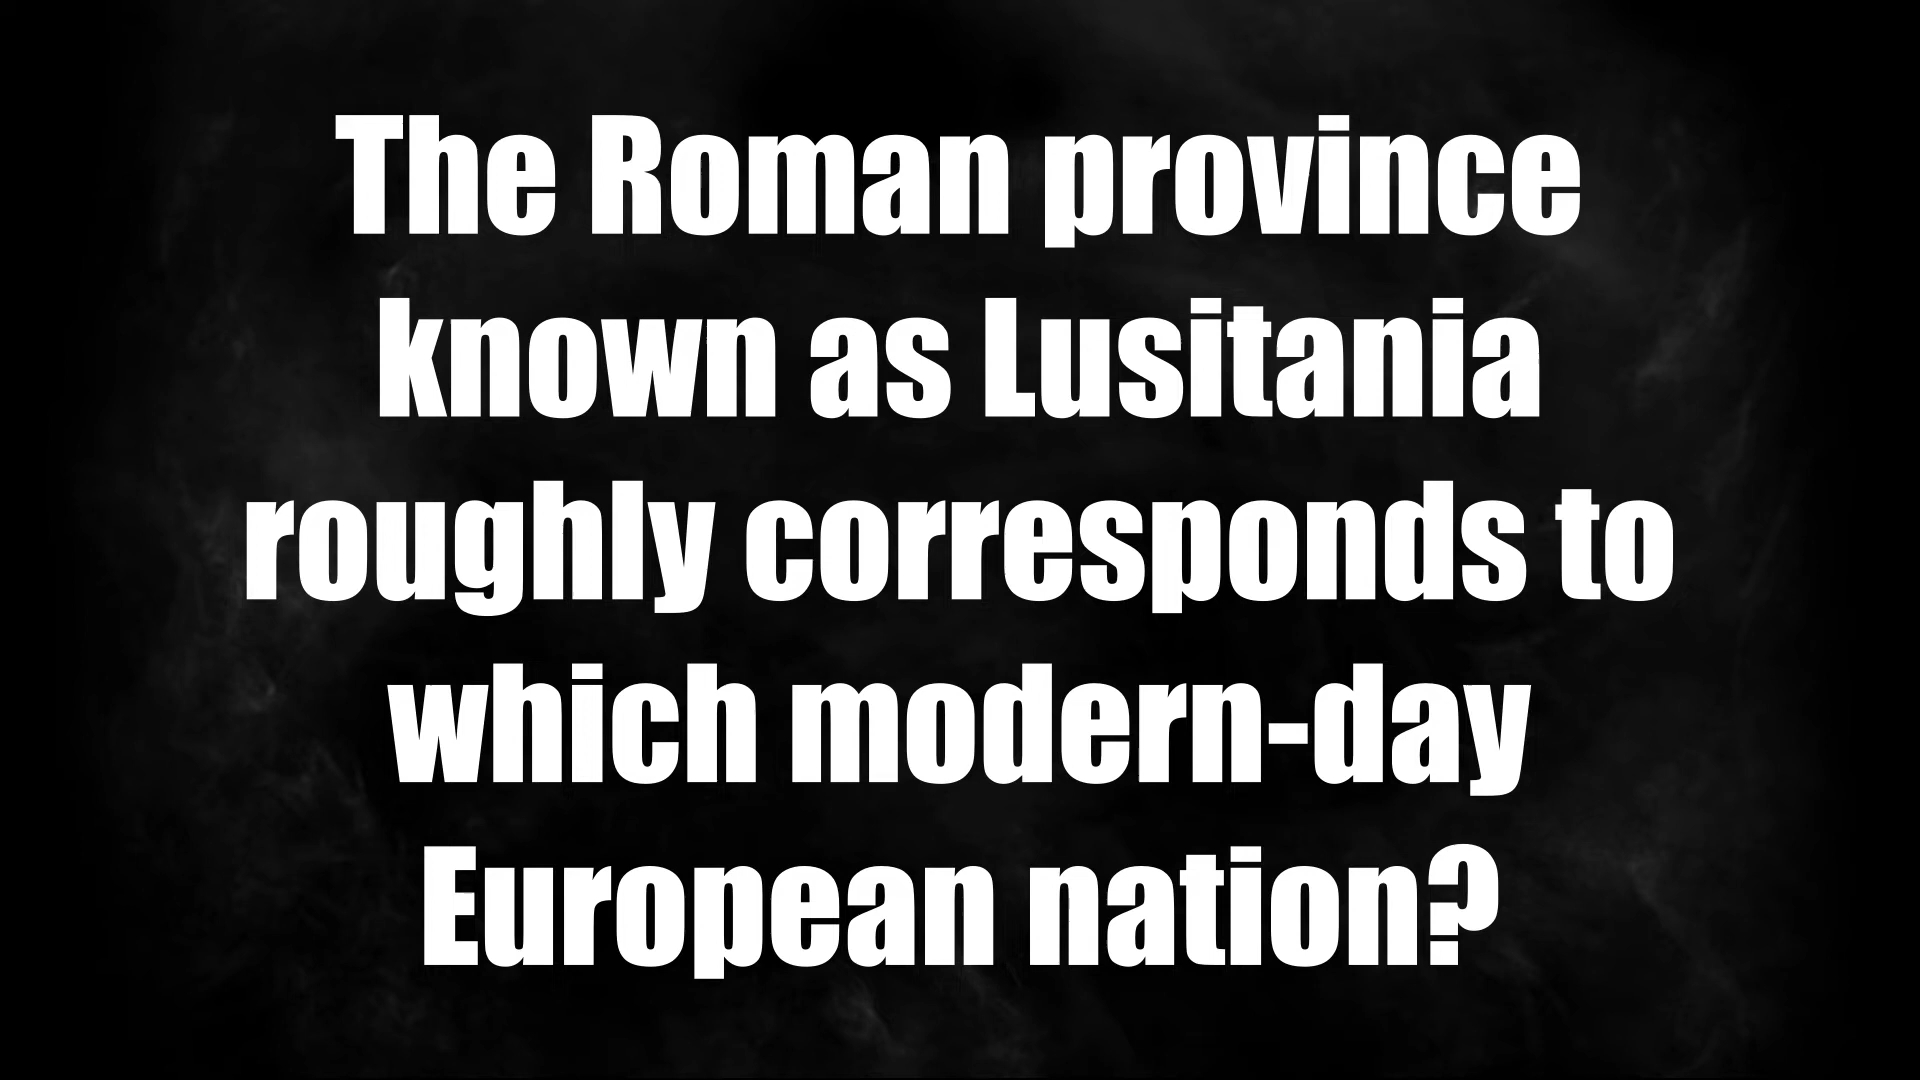 The Roman province
known as Lusitania
roughly corresponds to
which modern-day
European nation?